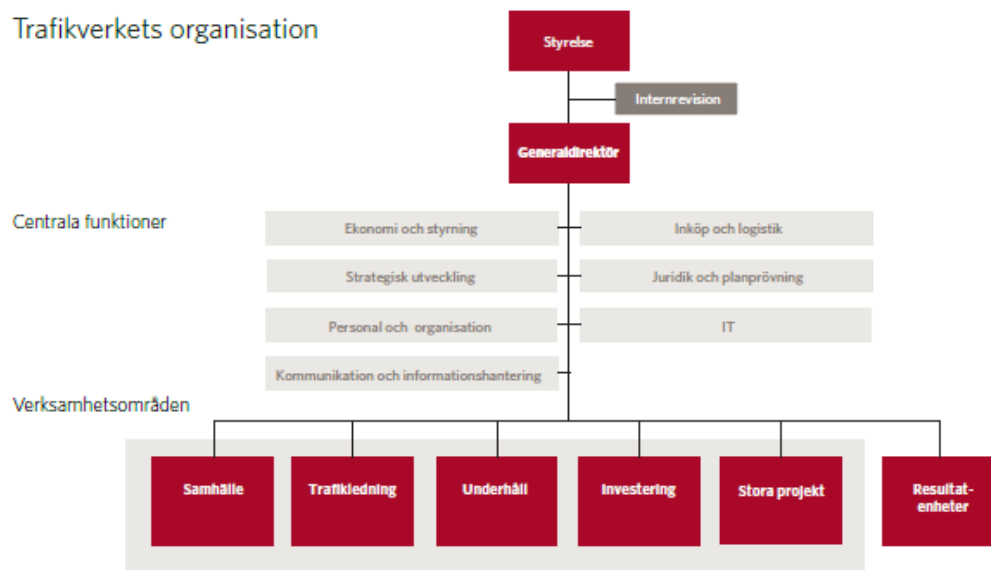 Trafikverkets organisation
Styrelse
Internrevision
Generaldirektör
Centrala funktioner
Ekonomi och styrning
Inköp och logistik
Strategisk utveckling
Juridik och planprövning
Personal och organisation
IT
Kommunikation och informationshantering
Verksamhetsområden
Samhälle
Trafikledning
Underhåll
Investering
Stora projekt
Resultat-
enheter